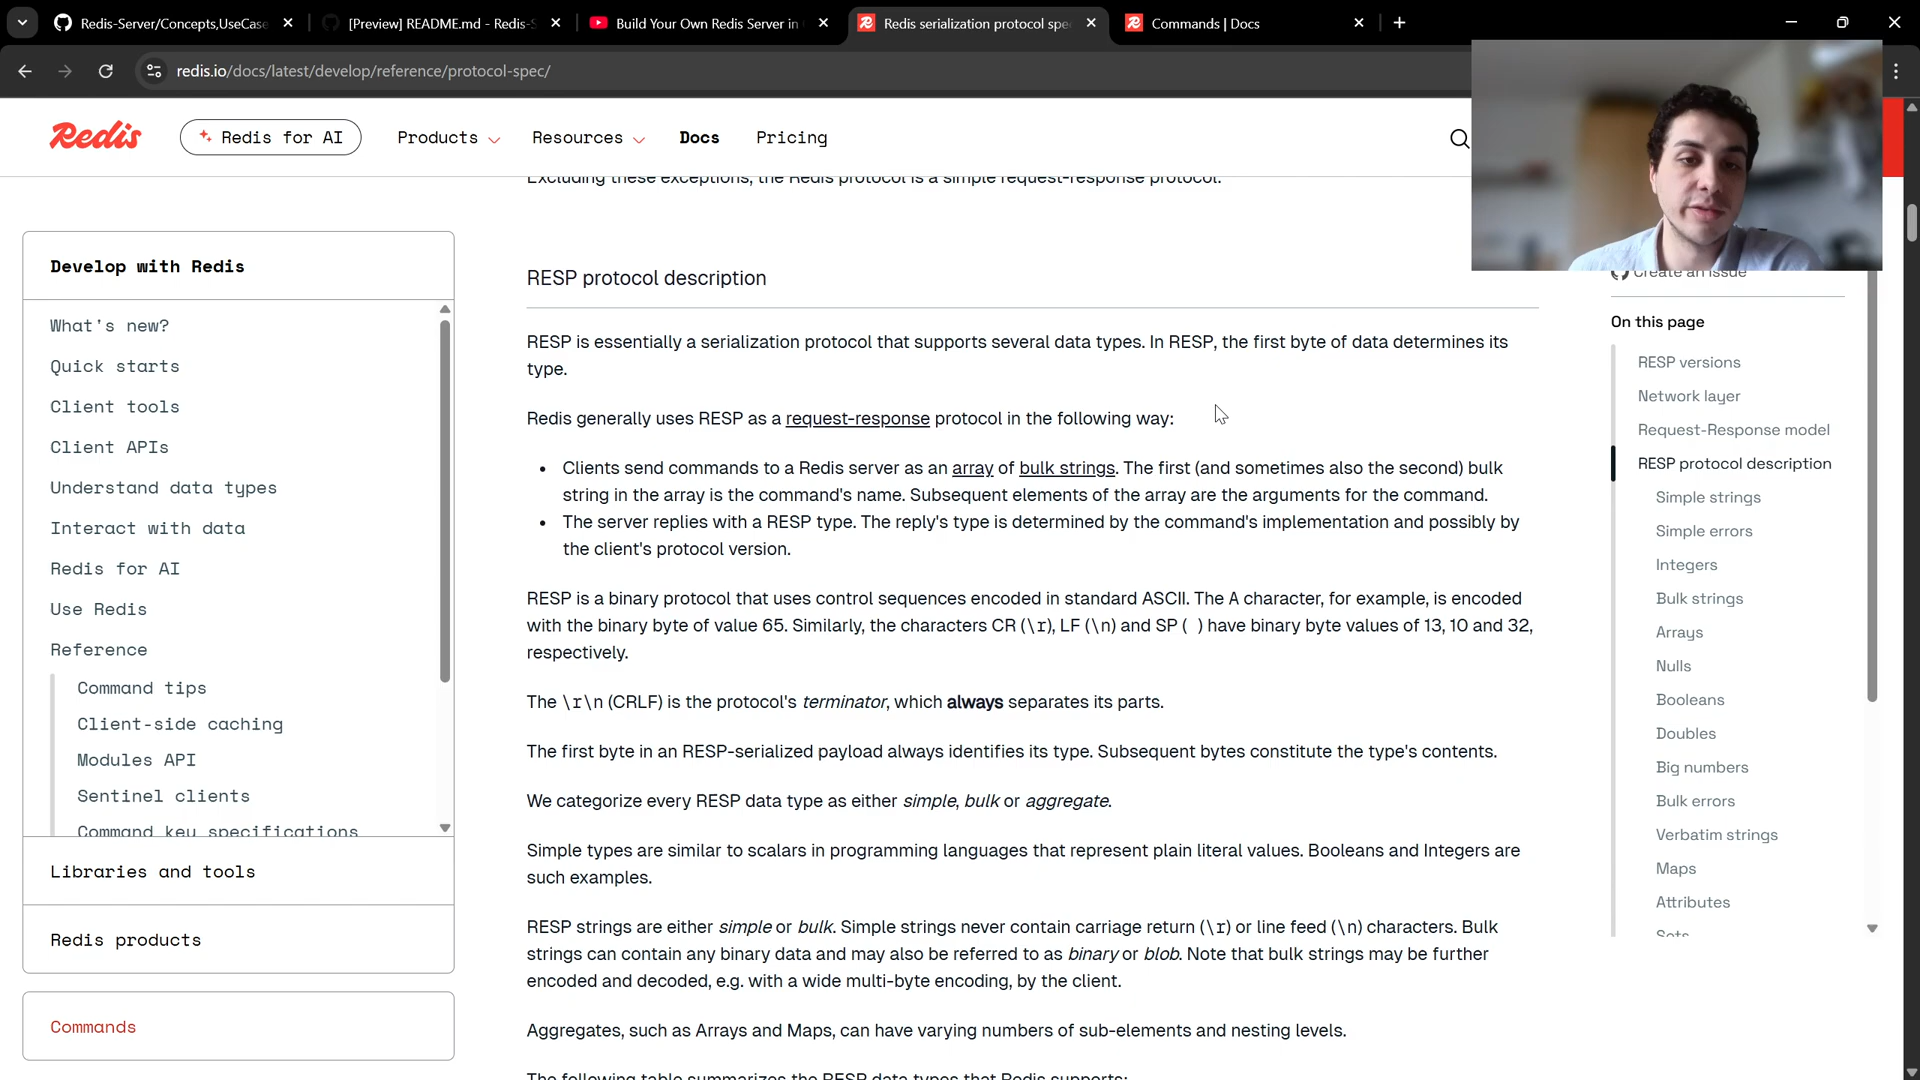 Redis-Server/Concepts,UseCase
[Preview] README.md - Redis-S
Build Your Own Redis Server in
Redis serialization protocol spe
Commands | Docs
redis.io/docs/latest/develop/reference/protocol-spec/
Redis
Redis for AI
Products
Resources
Docs
Pricing
Excluding these exceptions, the Redis protocol is a simple request-response protocol.
Develop with Redis
What's new?
Quick starts
Client tools
Client APIs
Understand data types
Interact with data
Redis for AI
Use Redis
Reference
Command tips
Client-side caching
Modules API
Sentinel clients
Command key specifications
Libraries and tools
Redis products
Commands
RESP protocol description
RESP is essentially a serialization protocol that supports several data types. In RESP, the first byte of data determines its
type.
Redis generally uses RESP as a request-response protocol in the following way:
• Clients send commands to a Redis server as an array of bulk strings. The first (and sometimes also the second) bulk
string in the array is the command's name. Subsequent elements of the array are the arguments for the command.
• The server replies with a RESP type. The reply's type is determined by the command's implementation and possibly by
the client's protocol version.
RESP is a binary protocol that uses control sequences encoded in standard ASCII. The A character, for example, is encoded
with the binary byte of value 65. Similarly, the characters CR (\r), LF (\n) and SP ( ) have binary byte values of 13, 10 and 32,
respectively.
The \r\n (CRLF) is the protocol's terminator, which always separates its parts.
The first byte in an RESP-serialized payload always identifies its type. Subsequent bytes constitute the type's contents.
We categorize every RESP data type as either simple, bulk or aggregate.
Simple types are similar to scalars in programming languages that represent plain literal values. Booleans and Integers are
such examples.
RESP strings are either simple or bulk. Simple strings never contain carriage return (\r) or line feed (\n) characters. Bulk
strings can contain any binary data and may also be referred to as binary or blob. Note that bulk strings may be further
encoded and decoded, e.g. with a wide multi-byte encoding, by the client.
Aggregates, such as Arrays and Maps, can have varying numbers of sub-elements and nesting levels.
The following table summarizes the RESP data types that Redis supports:
Create an issue
On this page
RESP versions
Network layer
Request-Response model
RESP protocol description
Simple strings
Simple errors
Integers
Bulk strings
Arrays
Nulls
Booleans
Doubles
Big numbers
Bulk errors
Verbatim strings
Maps
Attributes
Sets